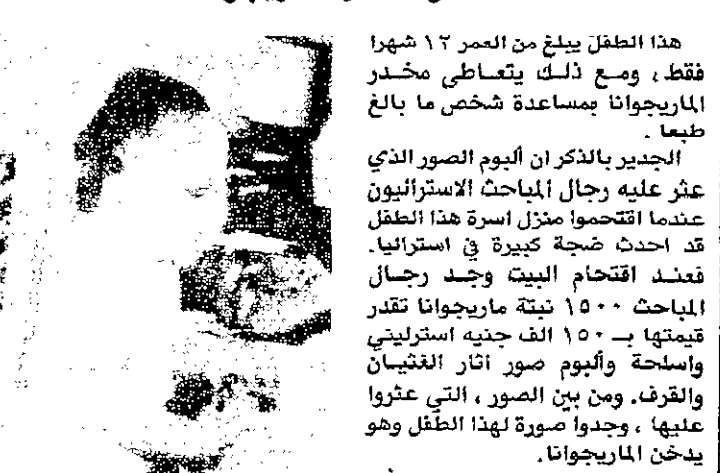 هذا الطفل يبلغ من العمر ١٢ شهرا
فقط ، ومع ذلك يتعاطى مخدر
الماريجوانا بمساعدة شخص ما بالغ
طبعا .
الجدير بالذكر ان ألبوم الصور الذي
عثر عليه رجال المباحث الاستراليون
عندما اقتحموا منزل اسرة هذا الطفل
قد احدث ضجة كبيرة في استراليا.
فعند اقتحام البيت وجد رجال
المباحث ١٥٠٠ نبتة ماريجوانا تقدر
قيمتها بـ ١٥٠ الف جنيه استرليني
واسلحة وألبوم صور اثار الغثيان
والقرف. ومن بين الصور ، التي عثروا
عليها ، وجدوا صورة لهذا الطفل وهو
يدخن الماريجوانا.